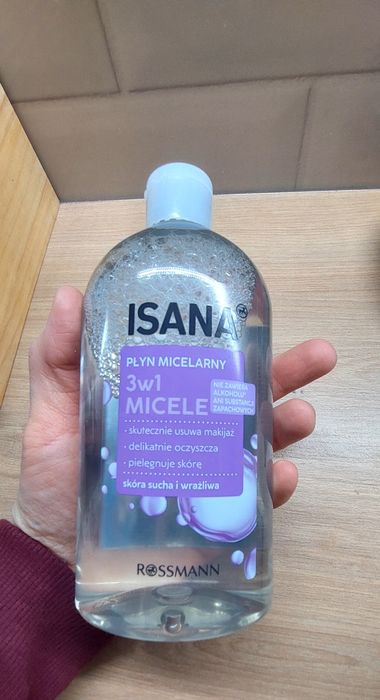 ISANA
PŁYN MICELARNY
3w1
MICELE
NIE ZAWIERA
ALKOHOLU*
ANI SUBSTANCJI
ZAPACHOWYCH
• skutecznie usuwa makijaż
• delikatnie oczyszcza
• pielęgnuje skórę
skóra sucha i wrażliwa
ROSSMANN